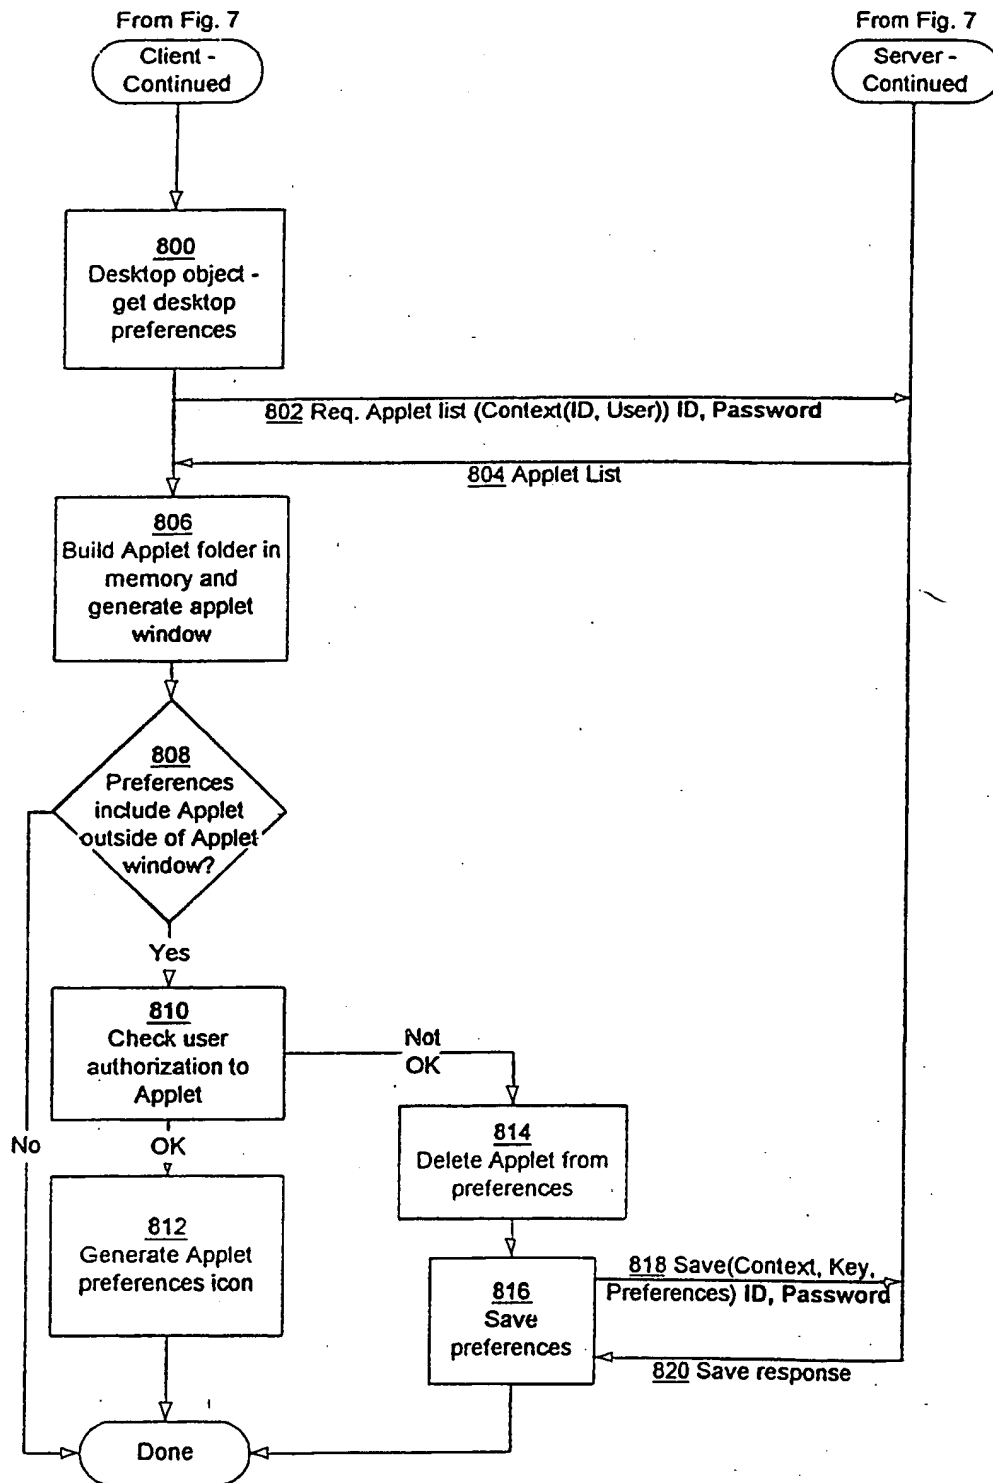 From Fig. 7
Client -
Continued
From Fig. 7
Server -
Continued
800
Desktop object -
get desktop
preferences
802 Req. Applet list (Context(ID, User)) ID, Password
804 Applet List
806
Build Applet folder in
memory and
generate applet
window
808
Preferences
include Applet
outside of Applet
window?
Yes
810
Check user
authorization to
Applet
Not
OK
No
OK
814
Delete Applet from
preferences
812
Generate Applet
preferences icon
816
Save
preferences
818 Save(Context, Key,
Preferences) ID, Password
820 Save response
Done